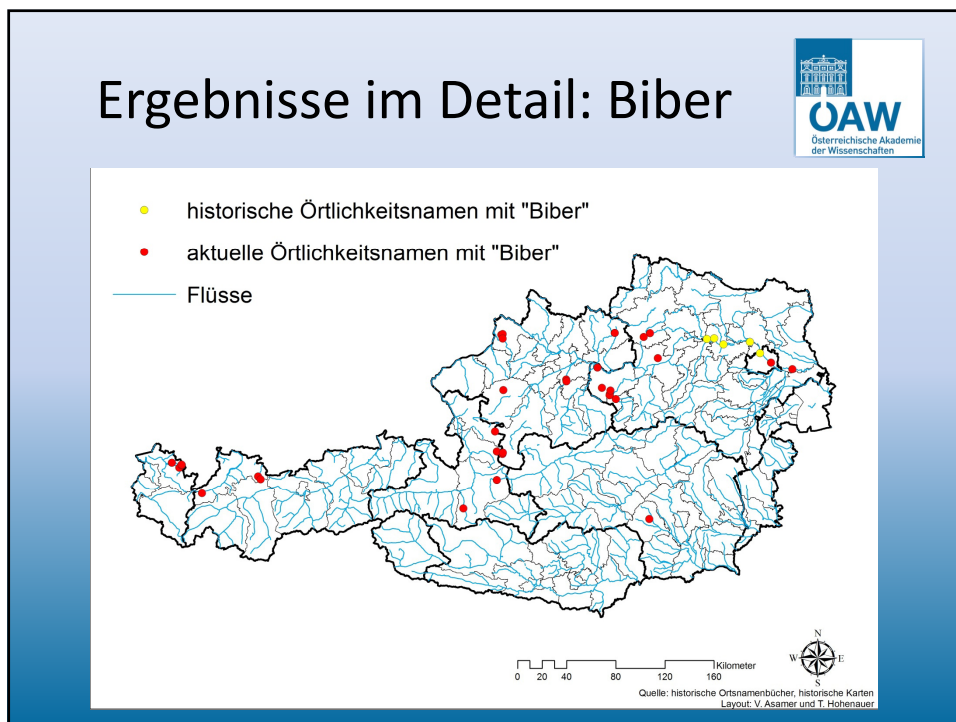 Ergebnisse im Detail: Biber
ÖAW
Österreichische Akademie
der Wissenschaften
historische Örtlichkeitsnamen mit "Biber"
aktuelle Örtlichkeitsnamen mit "Biber"
Flüsse
N
W E
S
Kilometer
0 20 40 80 120 160
Quelle: historische Ortsnamenbücher, historische Karten
Layout: V. Asamer und T. Hohenauer